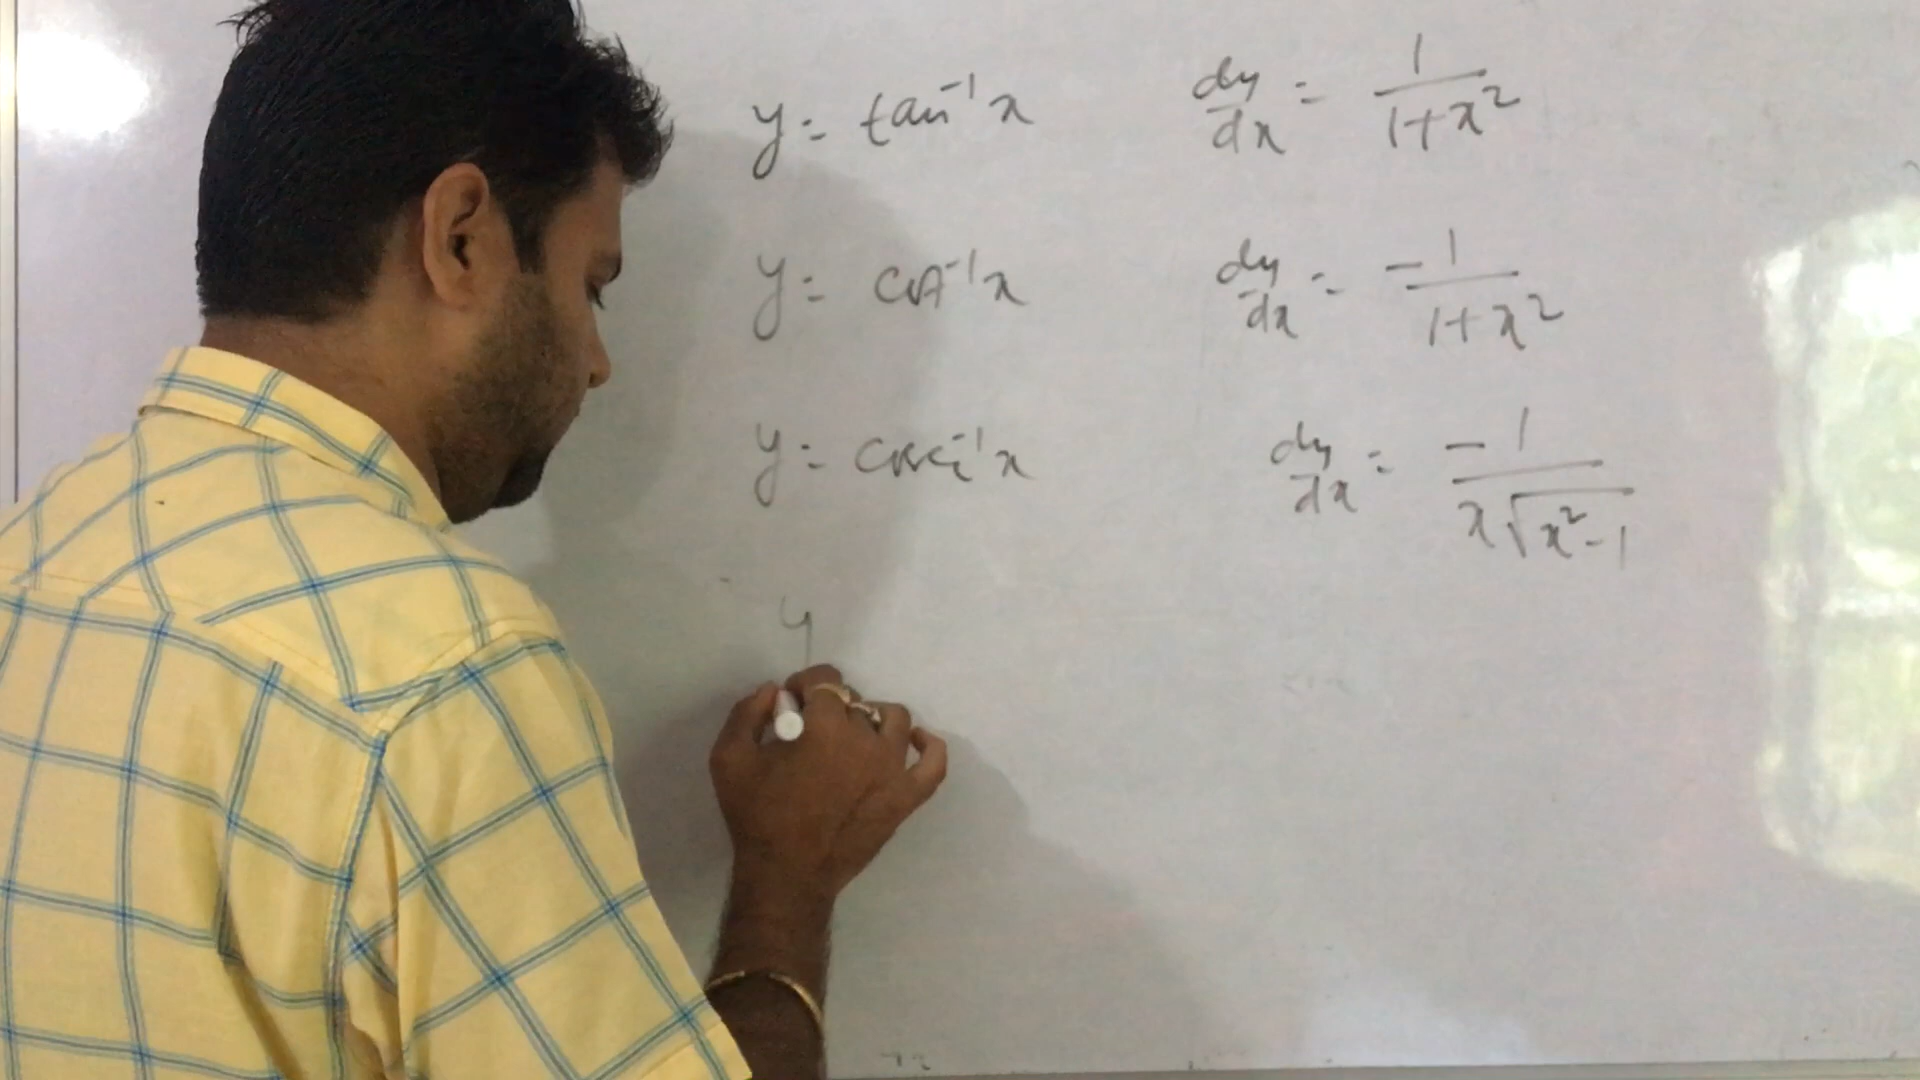 y = tan⁻¹x dy/dx = 1/(1+x²)
y = cot⁻¹x dy/dx = -1/(1+x²)
y = cosec⁻¹x dy/dx = -1/(x√(x²-1))
y